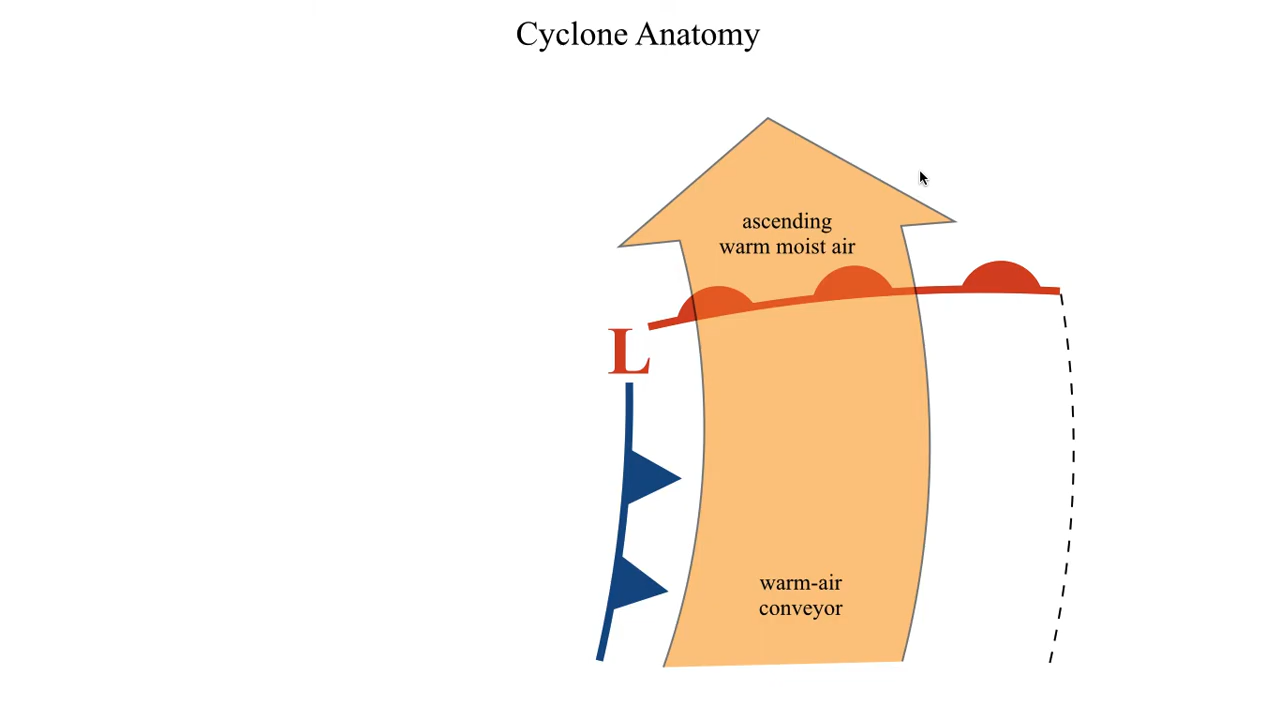 Cyclone Anatomy
ascending
warm moist air
L
warm-air
conveyor